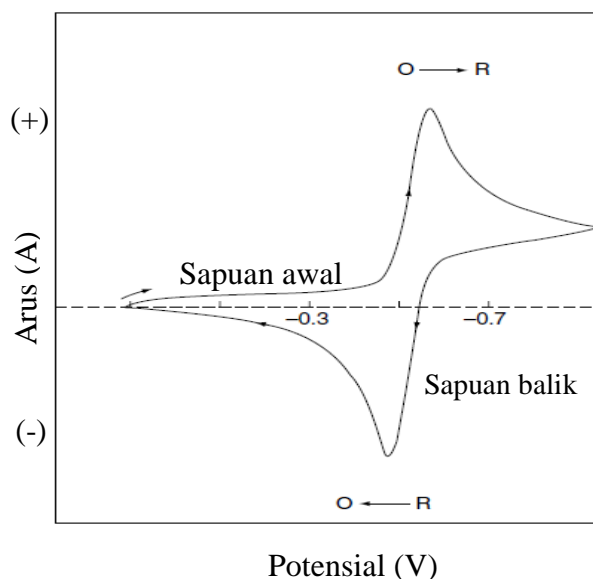 O → R
(+)
Arus (A)
Sapuan awal
−0.3
−0.7
Sapuan balik
(-)
O ← R
Potensial (V)